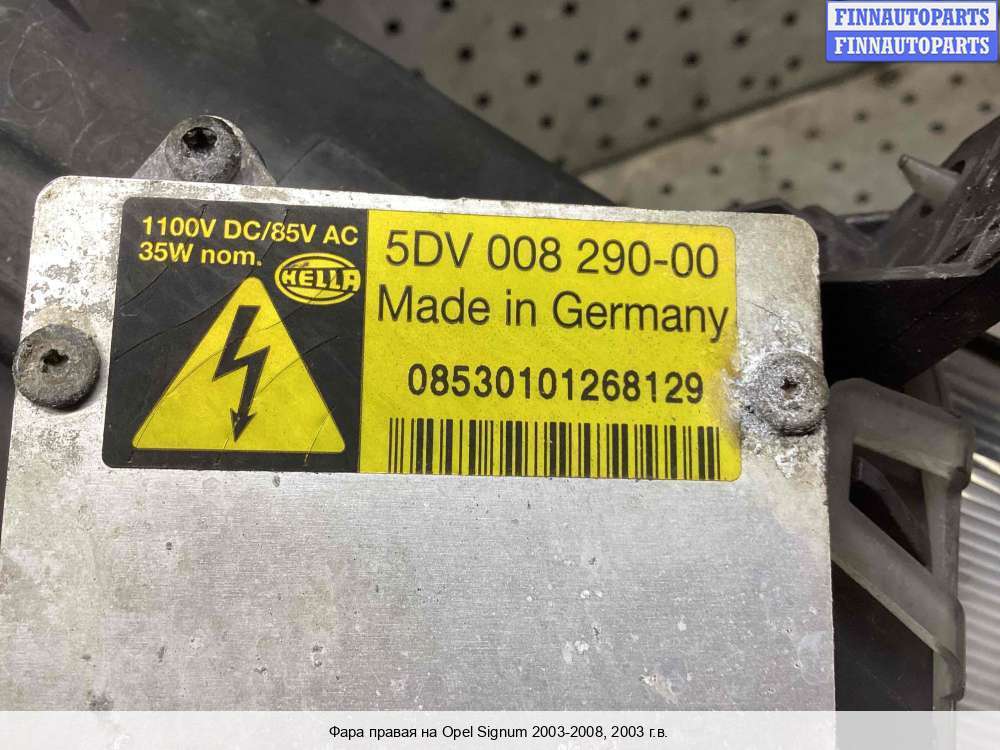 FINNAUTOPARTS
FINNAUTOPARTS
1100V DC/85V AC
35W nom.
HELLA
5DV 008 290-00
Made in Germany
08530101268129
Фара правая на Opel Signum 2003-2008, 2003 г.в.